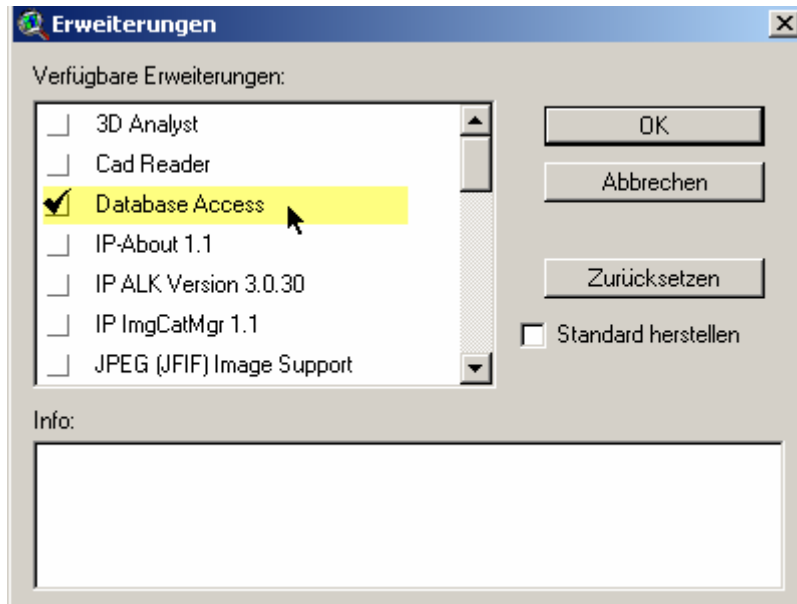 Erweiterungen
Verfügbare Erweiterungen:
3D Analyst
Cad Reader
Database Access
IP-About 1.1
IP ALK Version 3.0.30
IP ImgCatMgr 1.1
JPEG (JFIF) Image Support
OK
Abbrechen
Zurücksetzen
Standard herstellen
Info: